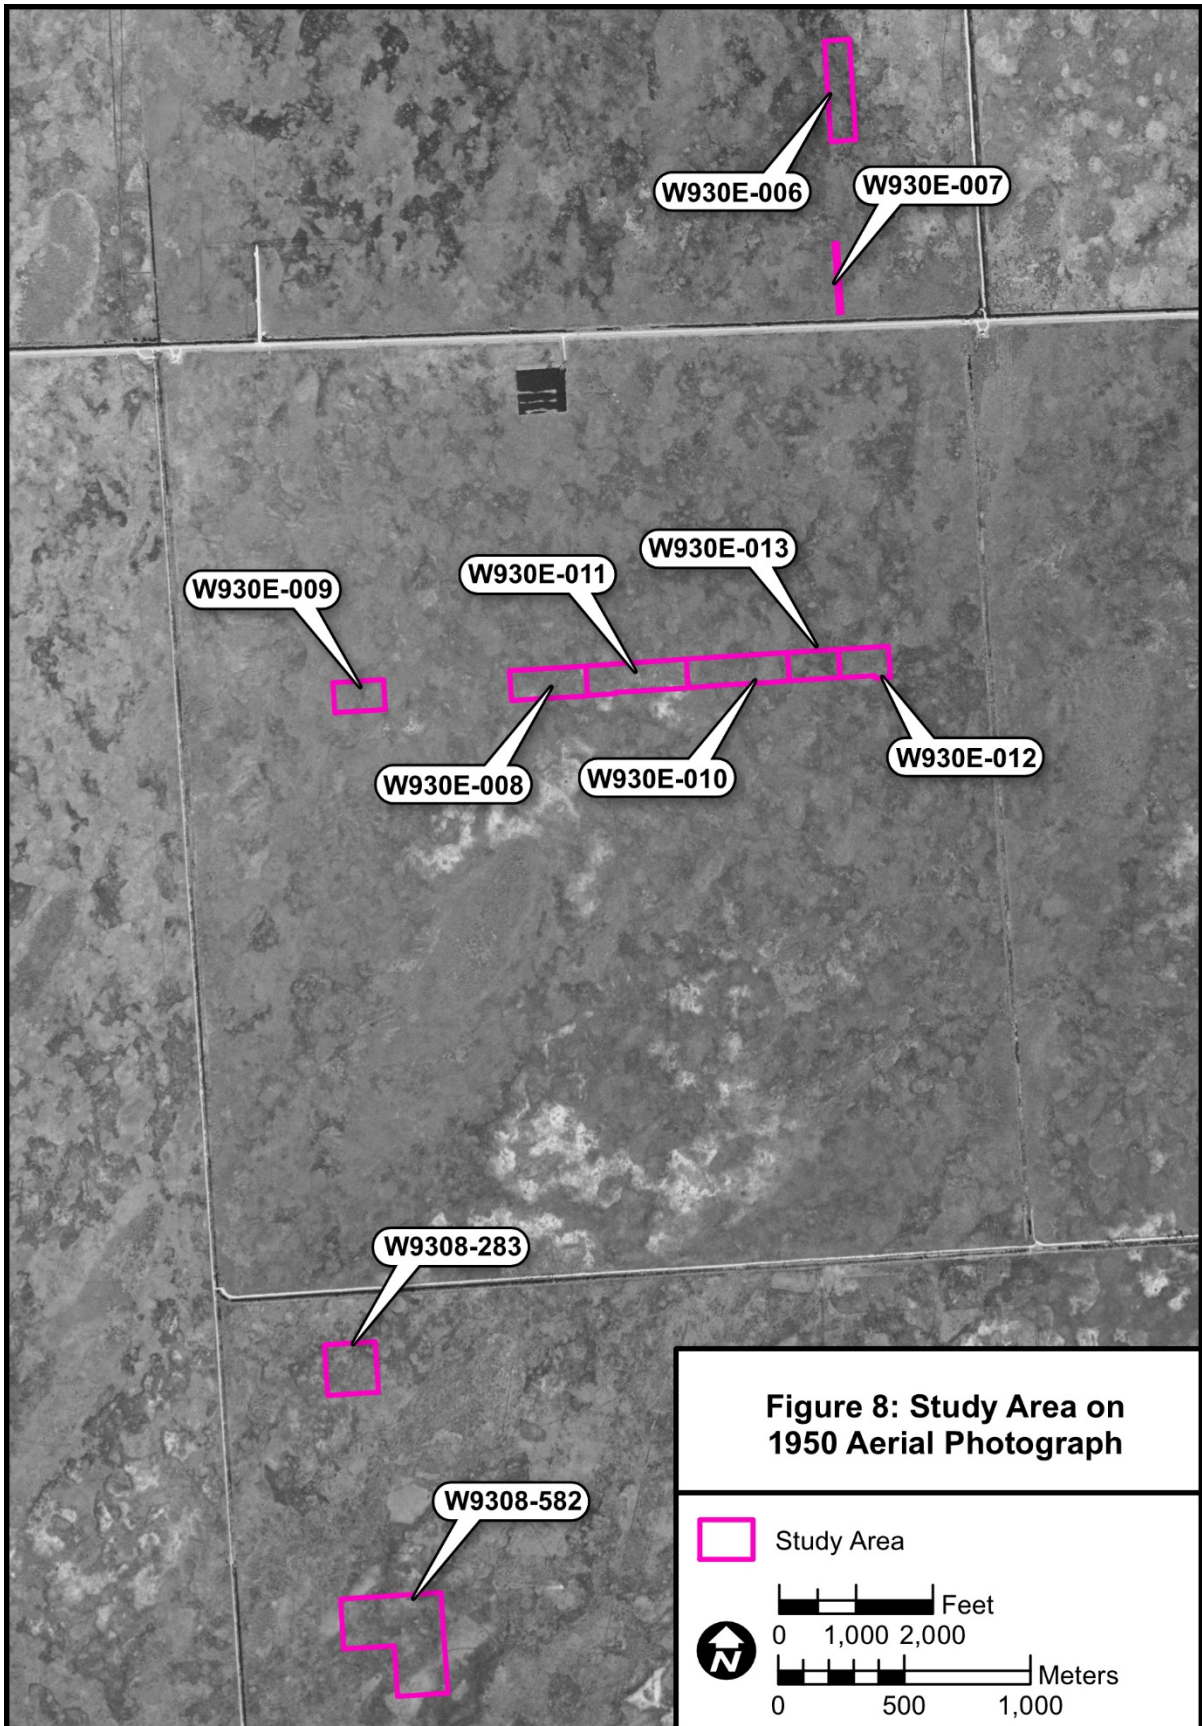 W930E-006
W930E-007
W930E-013
W930E-011
W930E-009
W930E-008
W930E-010
W930E-012
W9308-283
W9308-582
Figure 8: Study Area on
1950 Aerial Photograph
Study Area
Feet
0 1,000 2,000
N
Meters
0 500 1,000